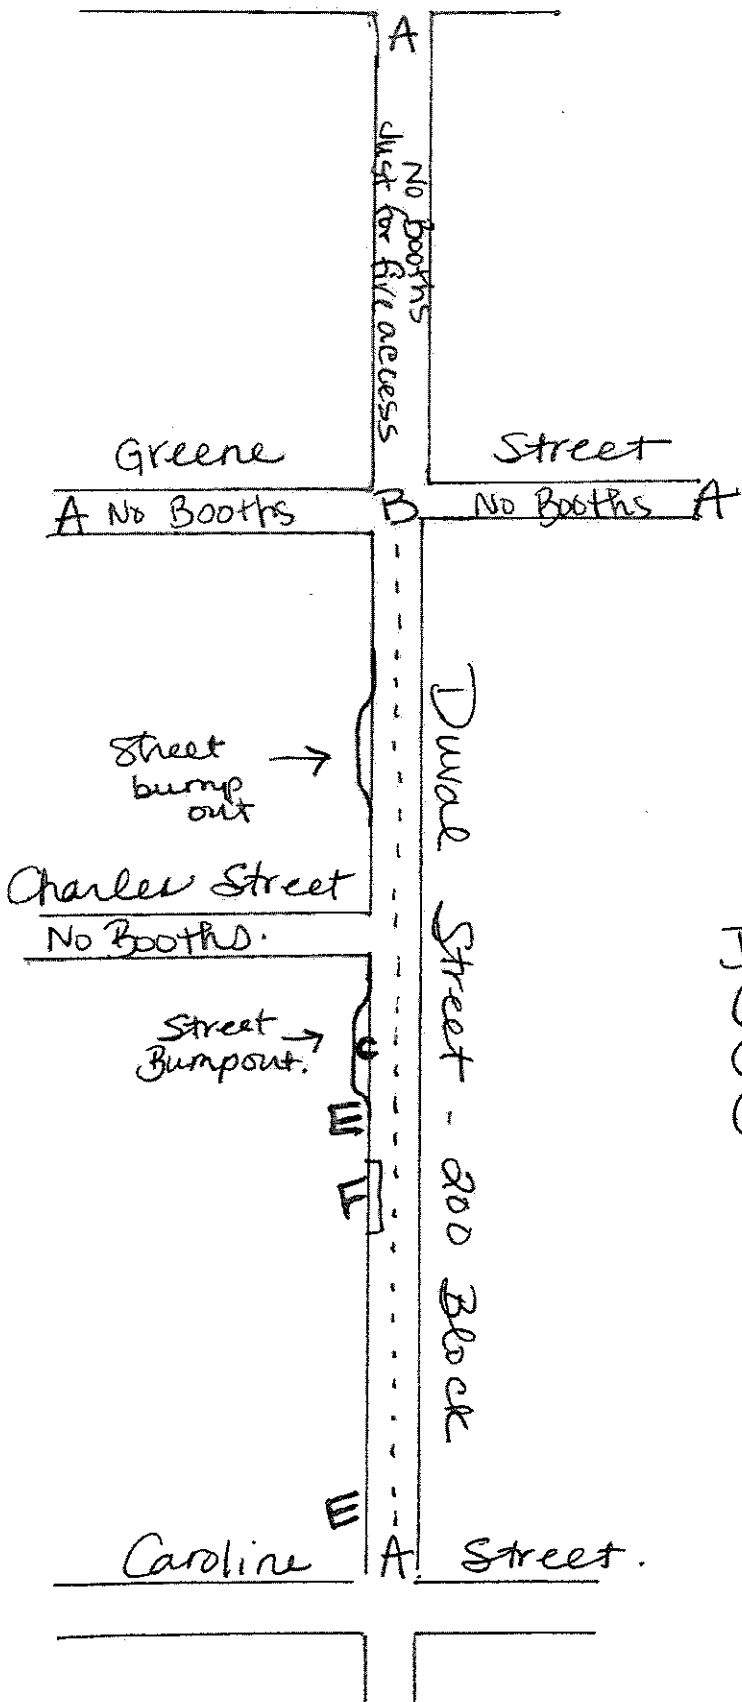 A
No Booths
Just for fire access
Greene Street
A No Booths B No Booths A
Street
bump
out
Duval Street - 200 Block
Charles Street
No Booths.
Street
Bumpout.
C
E
E
Caroline A. Street.